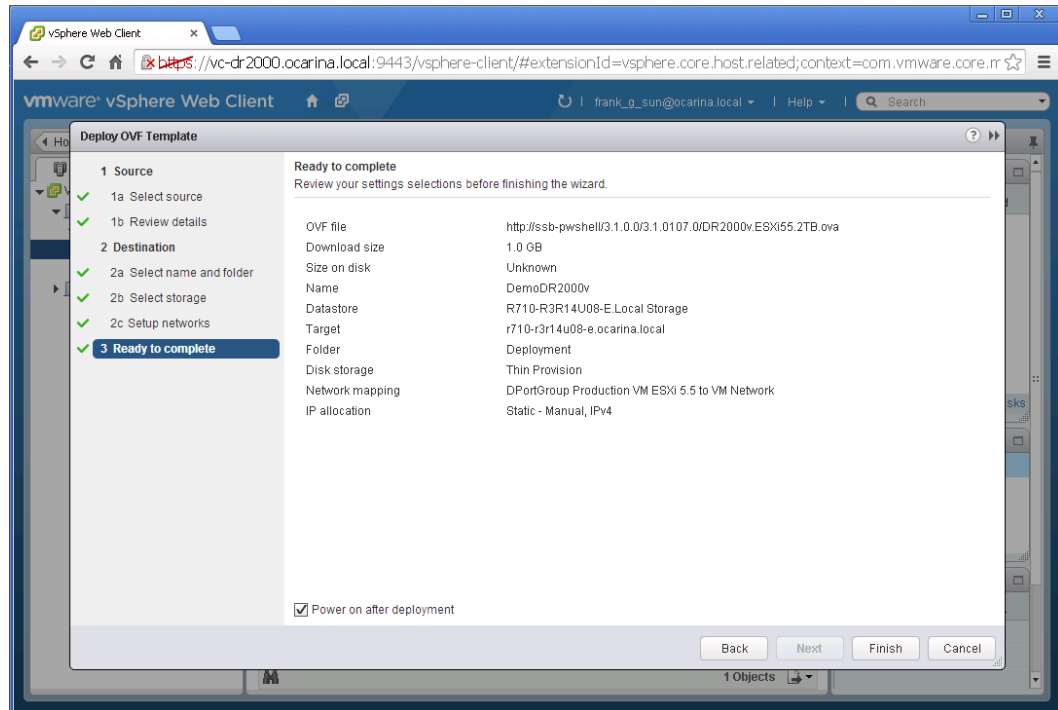 vSphere Web Client
https://vc-dr2000.ocarina.local:9443/vsphere-client/#extensionId=vsphere.core.host.related;context=com.vmware.core.m
vmware® vSphere Web Client
frank_g_sun@ocarina.local
Help
Search
Ho
Deploy OVF Template
1 Source
1a Select source
1b Review details
2 Destination
2a Select name and folder
2b Select storage
2c Setup networks
3 Ready to complete
Ready to complete
Review your settings selections before finishing the wizard.
OVF file http://ssb-pwshell/3.1.0.0/3.1.0107.0/DR2000v.ESXi55.2TB.ova
Download size 1.0 GB
Size on disk Unknown
Name DemoDR2000v
Datastore R710-R3R14U08-E.Local Storage
Target r710-r3r14u08-e.ocarina.local
Folder Deployment
Disk storage Thin Provision
Network mapping DPortGroup Production VM ESXi 5.5 to VM Network
IP allocation Static - Manual, IPv4
sks
Power on after deployment
Back Next Finish Cancel
1 Objects